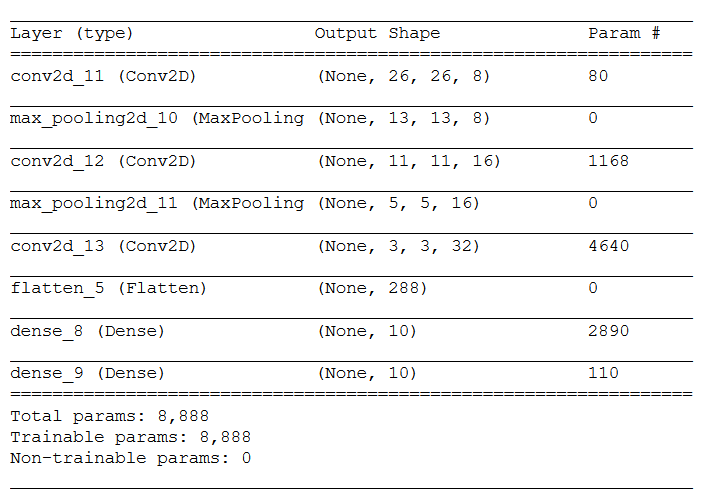 Layer (type)                 Output Shape              Param #
=================================================================
conv2d_11 (Conv2D)           (None, 26, 26, 8)         80
max_pooling2d_10 (MaxPooling (None, 13, 13, 8)         0
conv2d_12 (Conv2D)           (None, 11, 11, 16)        1168
max_pooling2d_11 (MaxPooling (None, 5, 5, 16)          0
conv2d_13 (Conv2D)           (None, 3, 3, 32)          4640
flatten_5 (Flatten)          (None, 288)               0
dense_8 (Dense)              (None, 10)                2890
dense_9 (Dense)              (None, 10)                110
=================================================================
Total params: 8,888
Trainable params: 8,888
Non-trainable params: 0